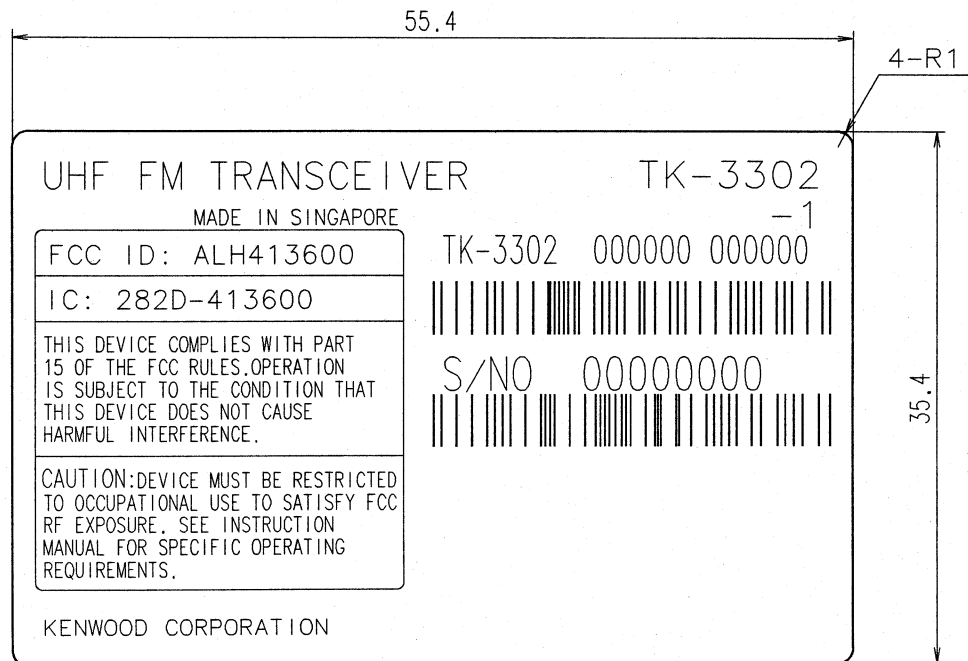 55.4
4-R1
UHF FM TRANSCEIVER TK-3302
-1
MADE IN SINGAPORE
FCC ID: ALH413600
IC: 282D-413600
THIS DEVICE COMPLIES WITH PART
15 OF THE FCC RULES.OPERATION
IS SUBJECT TO THE CONDITION THAT
THIS DEVICE DOES NOT CAUSE
HARMFUL INTERFERENCE.
CAUTION:DEVICE MUST BE RESTRICTED
TO OCCUPATIONAL USE TO SATISFY FCC
RF EXPOSURE. SEE INSTRUCTION
MANUAL FOR SPECIFIC OPERATING
REQUIREMENTS.
TK-3302 000000 000000
S/NO 00000000
35.4
KENWOOD CORPORATION